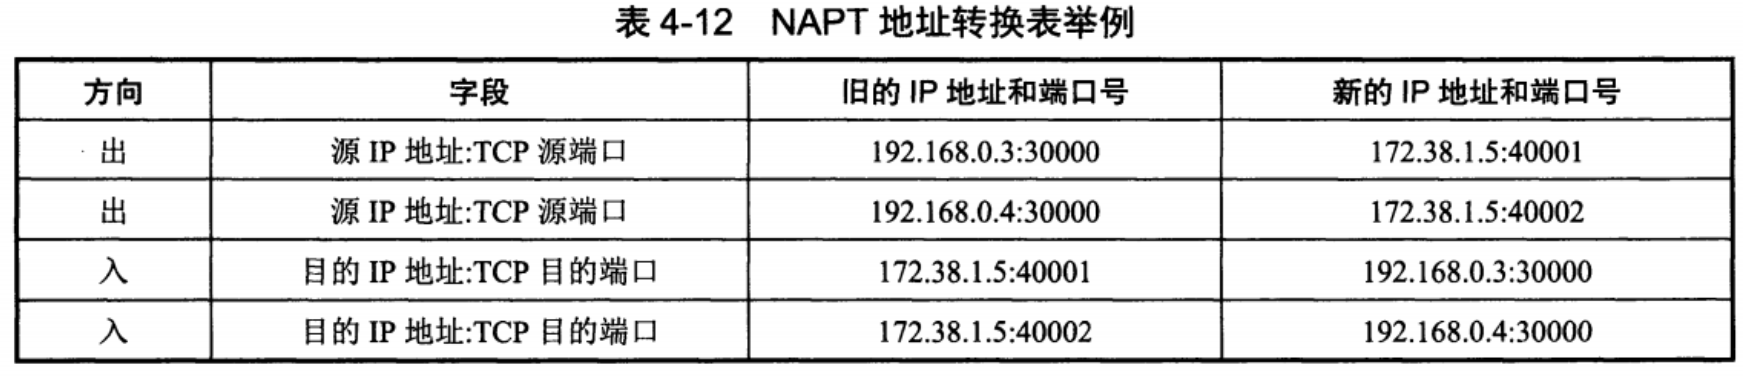 表 4-12 NAPT 地址转换表举例
方向 字段 旧的 IP 地址和端口号 新的 IP 地址和端口号
出 源 IP 地址:TCP 源端口 192.168.0.3:30000 172.38.1.5:40001
出 源 IP 地址:TCP 源端口 192.168.0.4:30000 172.38.1.5:40002
入 目的 IP 地址:TCP 目的端口 172.38.1.5:40001 192.168.0.3:30000
入 目的 IP 地址:TCP 目的端口 172.38.1.5:40002 192.168.0.4:30000